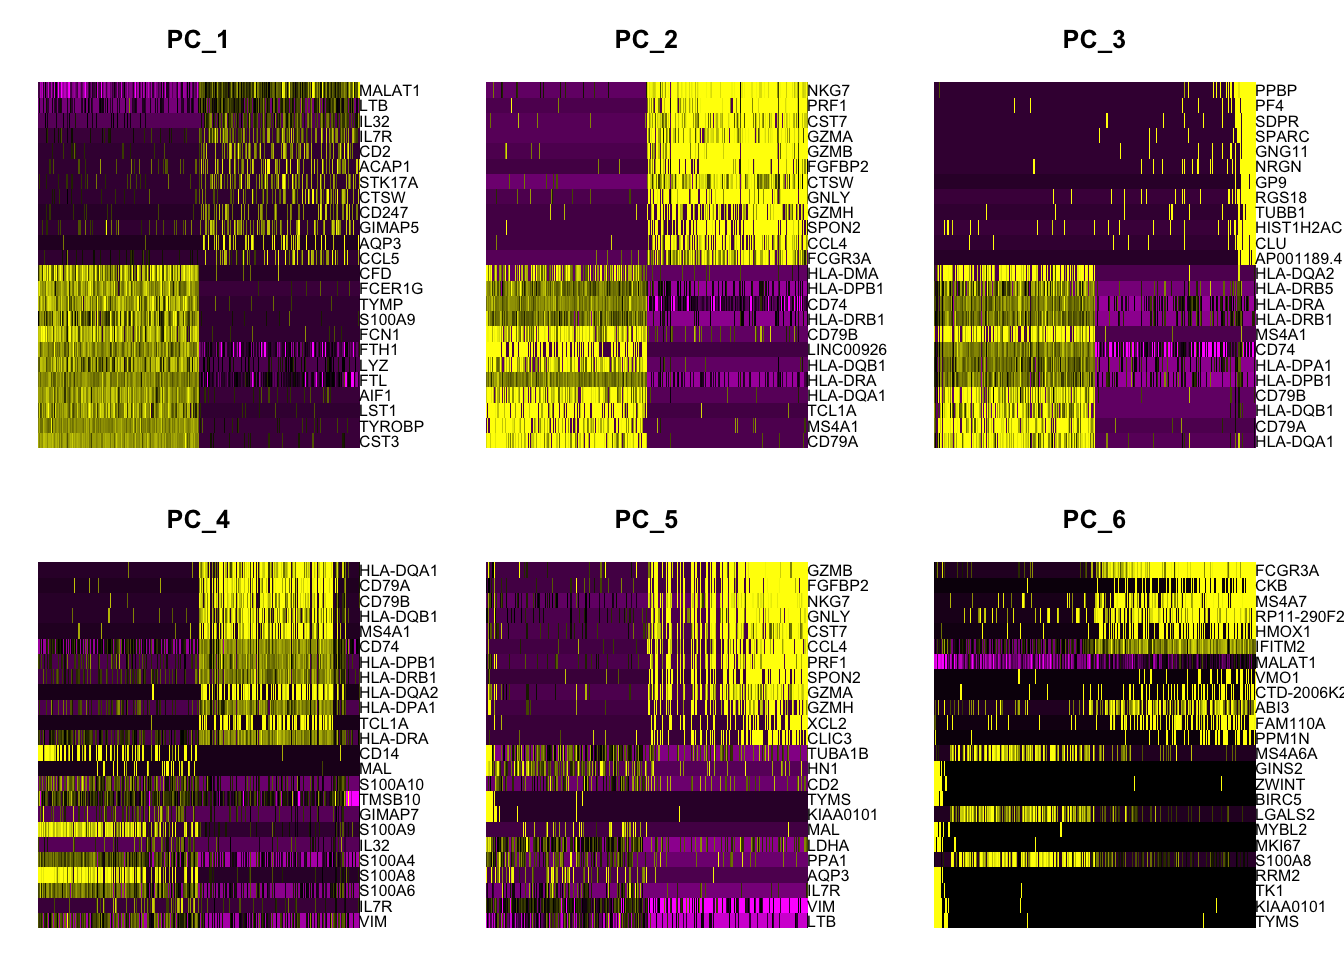 PC_1
MALAT1
LTB
IL32
IL7R
CD2
ACAP1
STK17A
CTSW
CD247
GIMAP5
AQP3
CCL5
CFD
FCER1G
TYMP
S100A9
FCN1
FTH1
LYZ
FTL
AIF1
LST1
TYROBP
CST3
PC_2
NKG7
PRF1
CST7
GZMA
GZMB
FGFBP2
CTSW
GNLY
GZMH
SPON2
CCL4
FCGR3A
HLA-DMA
HLA-DPB1
CD74
HLA-DRB1
CD79B
LINC00926
HLA-DQB1
HLA-DRA
HLA-DQA1
TCL1A
MS4A1
CD79A
PC_3
PPBP
PF4
SDPR
SPARC
GNG11
NRGN
GP9
RGS18
TUBB1
HIST1H2AC
CLU
AP001189.4
HLA-DQA2
HLA-DRB5
HLA-DRA
HLA-DRB1
MS4A1
CD74
HLA-DPA1
HLA-DPB1
CD79B
HLA-DQB1
CD79A
HLA-DQA1
PC_4
HLA-DQA1
CD79A
CD79B
HLA-DQB1
MS4A1
CD74
HLA-DPB1
HLA-DRB1
HLA-DQA2
HLA-DPA1
TCL1A
HLA-DRA
CD14
MAL
S100A10
TMSB10
GIMAP7
S100A9
IL32
S100A4
S100A8
S100A6
IL7R
VIM
PC_5
GZMB
FGFBP2
NKG7
GNLY
CST7
CCL4
PRF1
SPON2
GZMA
GZMH
XCL2
CLIC3
TUBA1B
HN1
CD2
TYMS
KIAA0101
MAL
LDHA
PPA1
AQP3
IL7R
VIM
LTB
PC_6
FCGR3A
CKB
MS4A7
RP11-290F2
HMOX1
IFITM2
MALAT1
VMO1
CTD-2006K2
ABI3
FAM110A
PPM1N
MS4A6A
GINS2
ZWINT
BIRC5
LGALS2
MYBL2
MKI67
S100A8
RRM2
TK1
KIAA0101
TYMS